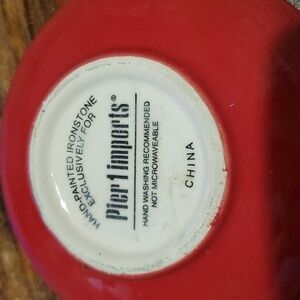 HAND-PAINTED IRONSTONE
EXCLUSIVELY FOR
Pier 1 imports®
HAND WASHING RECOMMENDED
NOT MICROWAVEABLE
CHINA